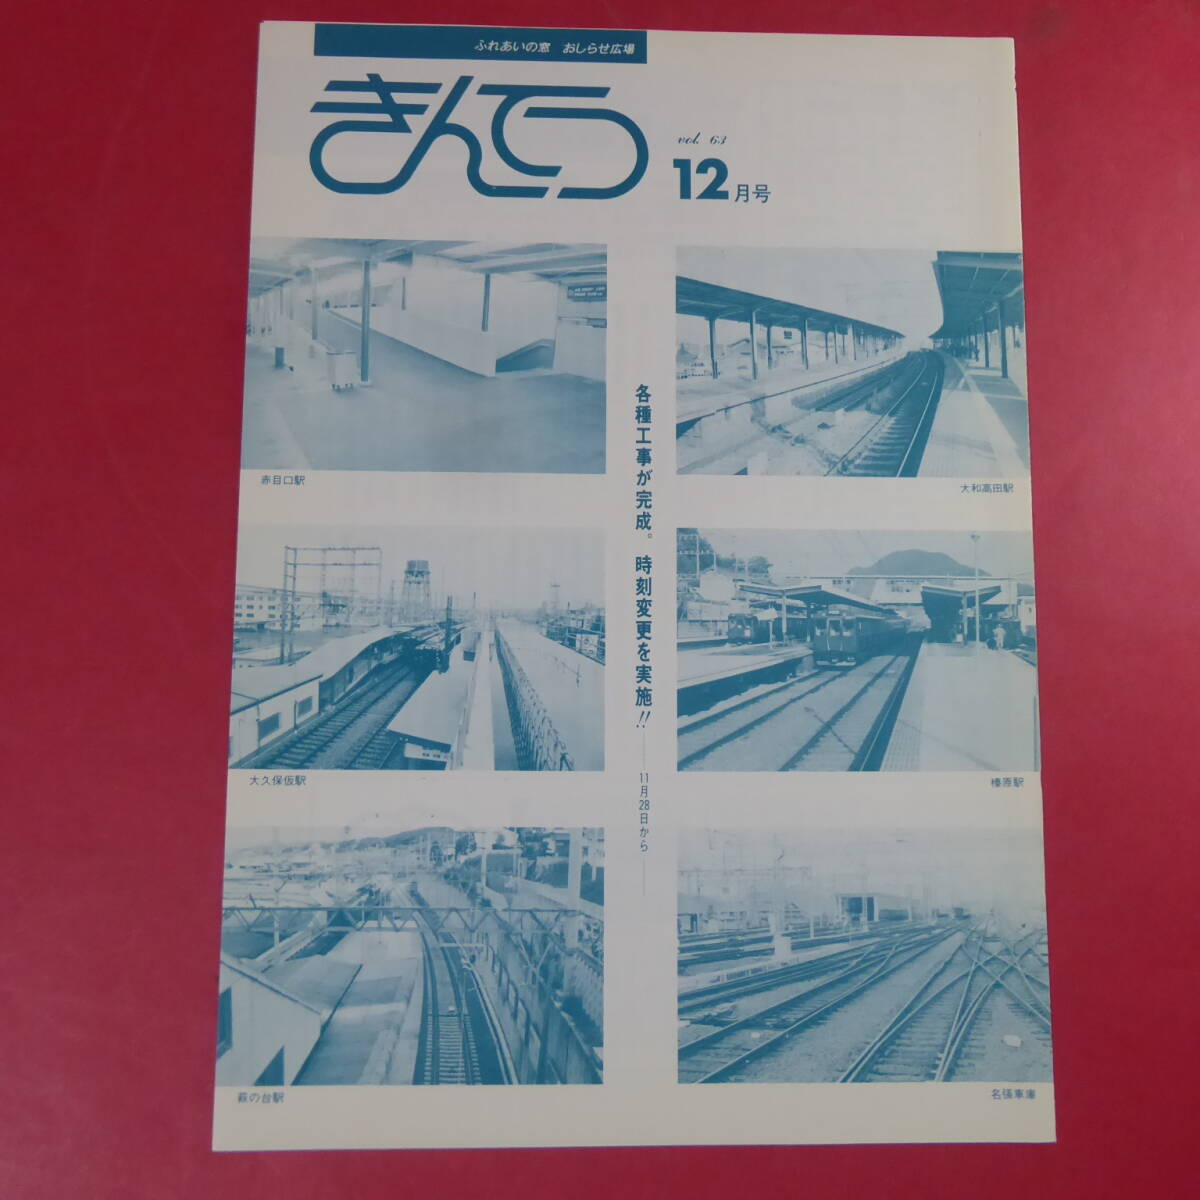 ふれあいの窓　おしらせ広場
きんてつ
vol. 63
12月号
各種工事が完成。時刻変更を実施!!
11月28日から
赤目口駅
大和高田駅
大久保仮駅
榛原駅
萩の台駅
名張車庫